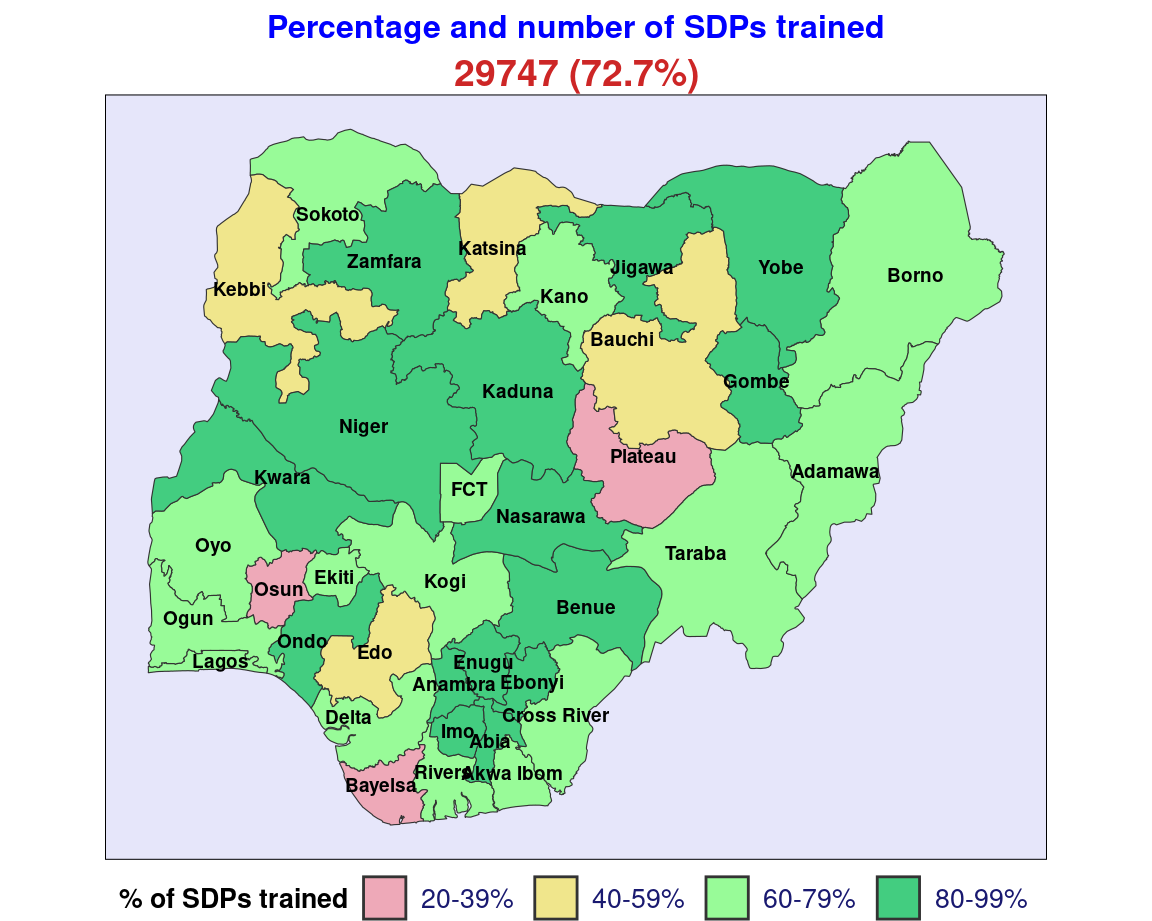 Percentage and number of SDPs trained
29747 (72.7%)
Sokoto
Katsina
Zamfara
Jigawa
Yobe
Borno
Kebbi
Kano
Bauchi
Gombe
Kaduna
Niger
Plateau
Adamawa
Kwara
FCT
Nasarawa
Oyo
Taraba
Ekiti
Kogi
Osun
Benue
Ogun
Ondo
Edo
Lagos
Enugu
Anambra
Ebonyi
Delta
Cross River
Imo
Abia
Rivers
Akwa Ibom
Bayelsa
% of SDPs trained 20-39% 40-59% 60-79% 80-99%